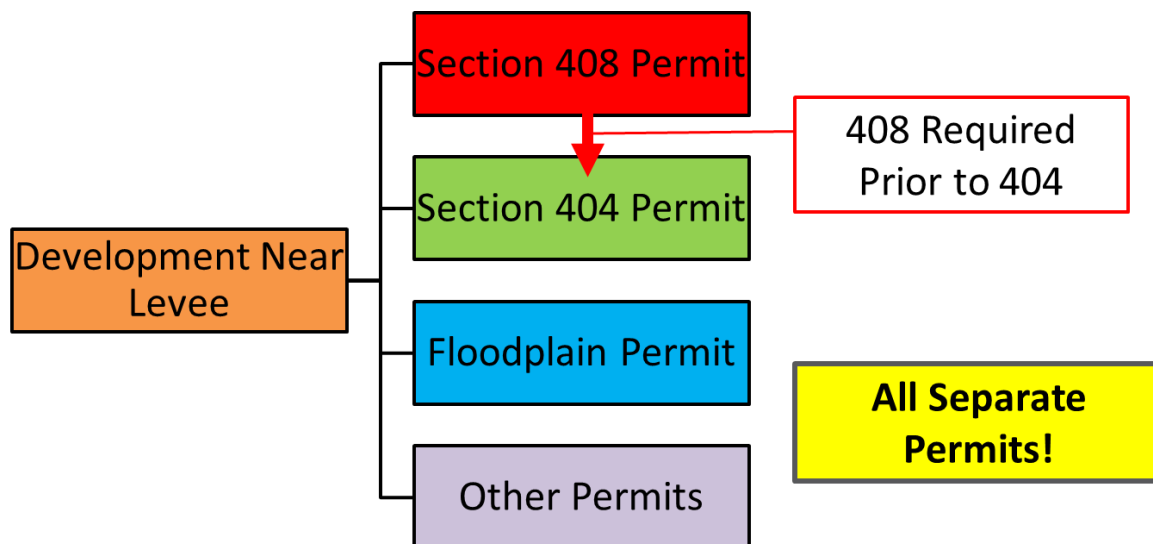 Section 408 Permit
408 Required
Prior to 404
Section 404 Permit
Development Near
Levee
Floodplain Permit
All Separate
Permits!
Other Permits